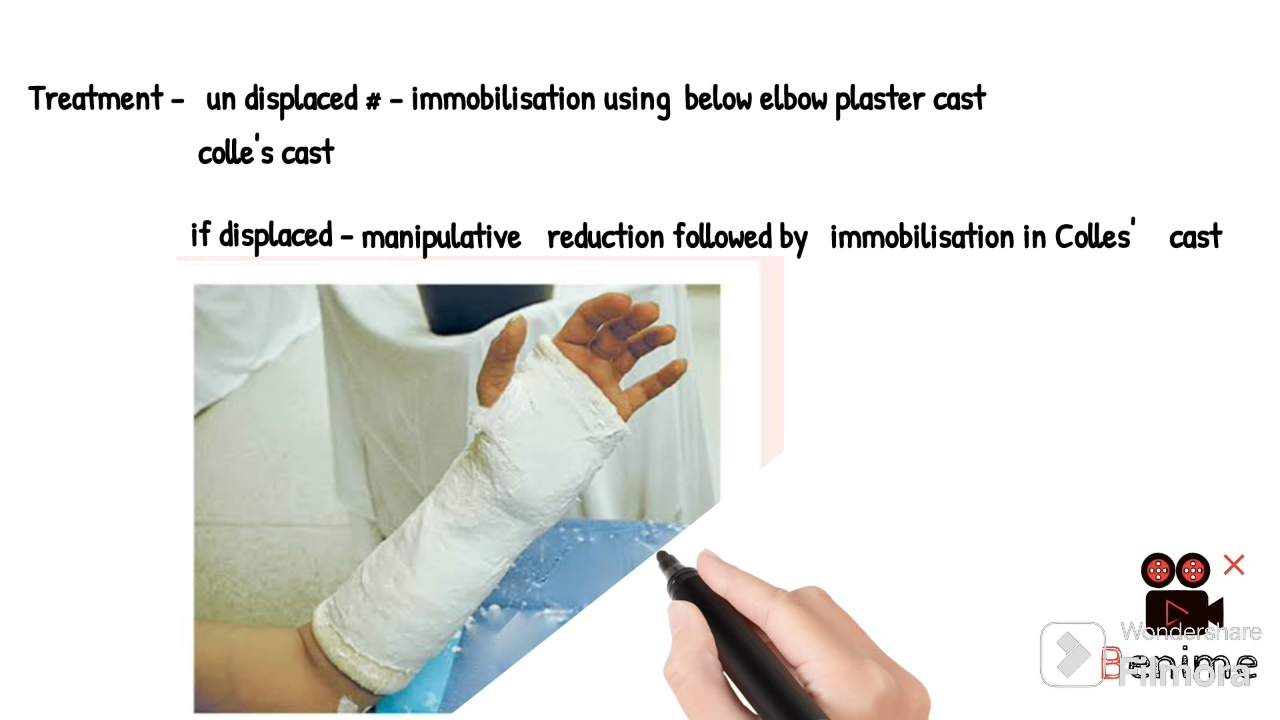 Treatment - un displaced # - immobilisation using below elbow plaster cast
colle's cast
if displaced - manipulative reduction followed by immobilisation in Colles' cast
Wondershare
Filmora
Benime